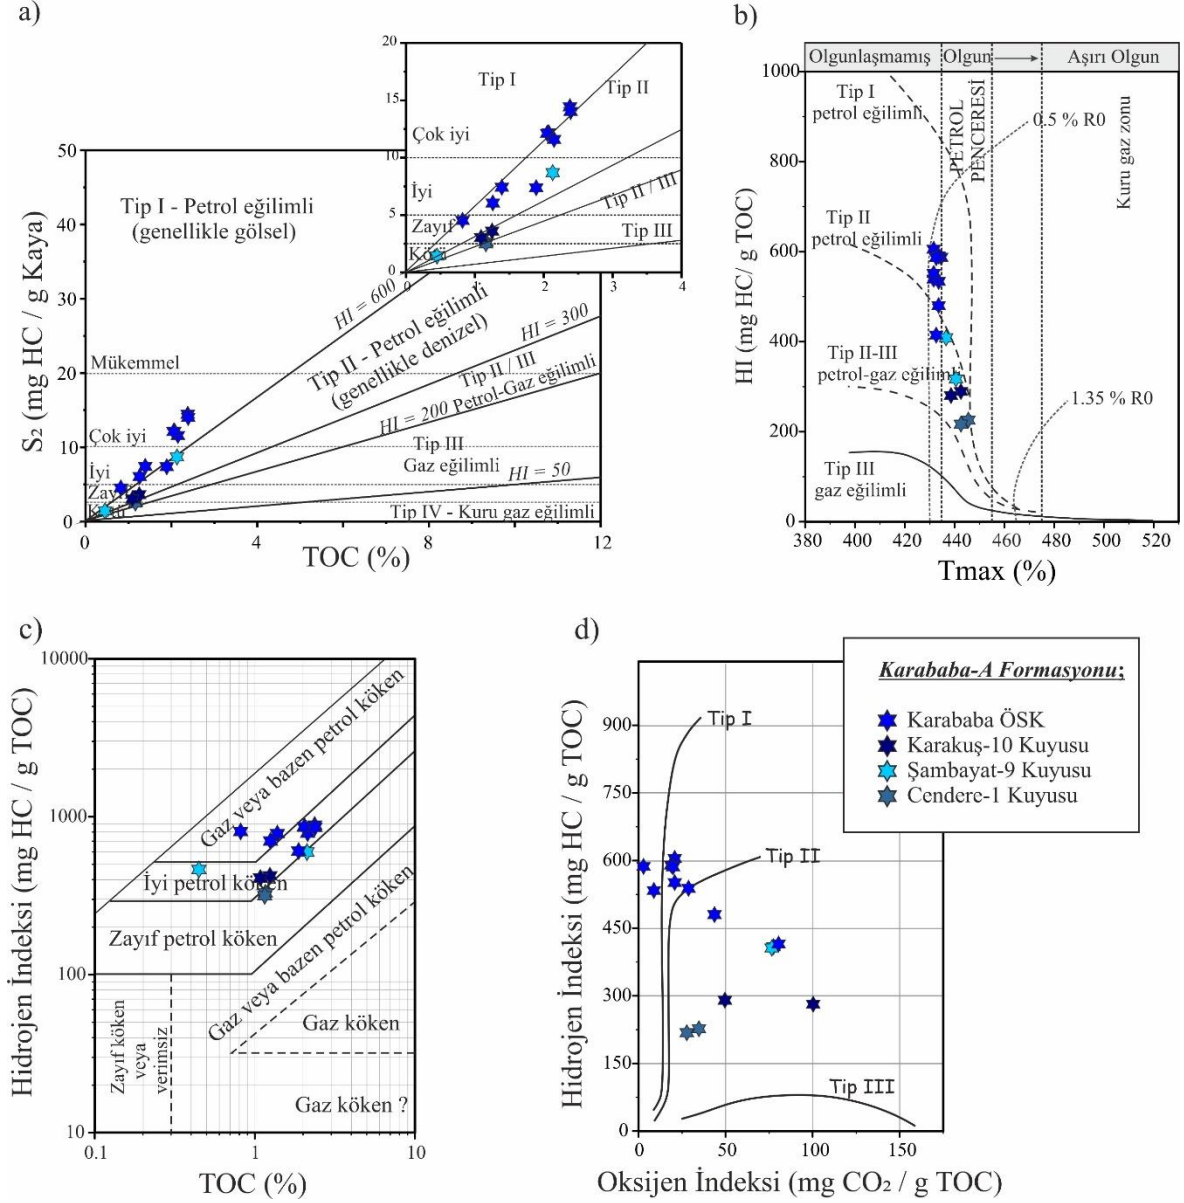 a)
20
15
10
5
0
0
1
2
3
4
Tip I
Tip II
Çok iyi
İyi
Tip II / III
Zayıf
Tip III
Kötü
50
40
30
20
10
0
0
4
8
12
S₂ (mg HC / g Kaya)
TOC (%)
Tip I - Petrol eğilimli
(genellikle gölsel)
HI = 600
Tip II - Petrol eğilimli
(genellikle denizel)
HI = 300
Tip II / III
Petrol-Gaz eğilimli
HI = 200
Mükemmel
Çok iyi
Tip III
Gaz eğilimli
İyi
HI = 50
Zayıf
Kötü
Tip IV - Kuru gaz eğilimli
b)
Olgunlaşmamış
Olgun
Aşırı Olgun
1000
800
600
400
200
0
380
400
420
440
460
480
500
520
HI (mg HC/ g TOC)
Tmax (%)
Tip I
petrol eğilimli
PETROL
PENCERESİ
0.5 % R0
Kuru gaz zonu
Tip II
petrol eğilimli
Tip II-III
petrol-gaz eğilimli
1.35 % R0
Tip III
gaz eğilimli
c)
10000
1000
100
10
0.1
1
10
Hidrojen İndeksi (mg HC / g TOC)
TOC (%)
Gaz veya bazen petrol köken
İyi petrol köken
Zayıf petrol köken
Gaz veya bazen petrol köken
Zayıf köken
veya
verimsiz
Gaz köken
Gaz köken ?
d)
900
750
600
450
300
150
0
0
50
100
150
Hidrojen İndeksi (mg HC / g TOC)
Oksijen İndeksi (mg CO₂ / g TOC)
Tip I
Tip II
Tip III
Karababa-A Formasyonu;
Karababa ÖSK
Karakuş-10 Kuyusu
Şambayat-9 Kuyusu
Cendere-1 Kuyusu